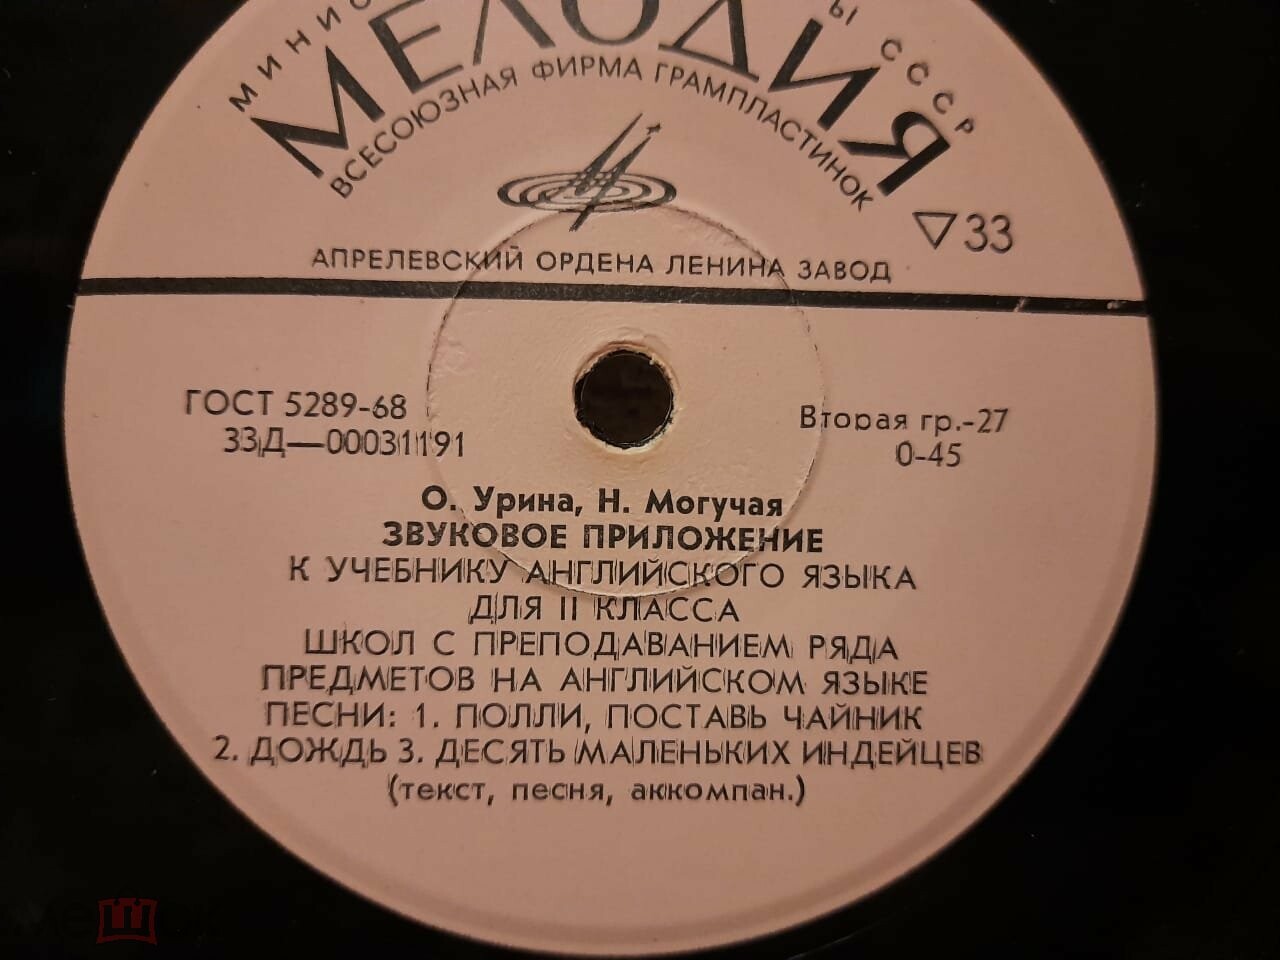 МЕЛОДИЯ
СССР
ВСЕСОЮЗНАЯ ФИРМА ГРАМПЛАСТИНОК
▽33
АПРЕЛЕВСКИЙ ОРДЕНА ЛЕНИНА ЗАВОД
ГОСТ 5289-68
33Д—00031191
Вторая гр.-27
0-45
О. Урина, Н. Могучая
ЗВУКОВОЕ ПРИЛОЖЕНИЕ
К УЧЕБНИКУ АНГЛИЙСКОГО ЯЗЫКА
ДЛЯ II КЛАССА
ШКОЛ С ПРЕПОДАВАНИЕМ РЯДА
ПРЕДМЕТОВ НА АНГЛИЙСКОМ ЯЗЫКЕ
ПЕСНИ: 1. ПОЛЛИ, ПОСТАВЬ ЧАЙНИК
2. ДОЖДЬ 3. ДЕСЯТЬ МАЛЕНЬКИХ ИНДЕЙЦЕВ
(текст, песня, аккомпан.)
мешок